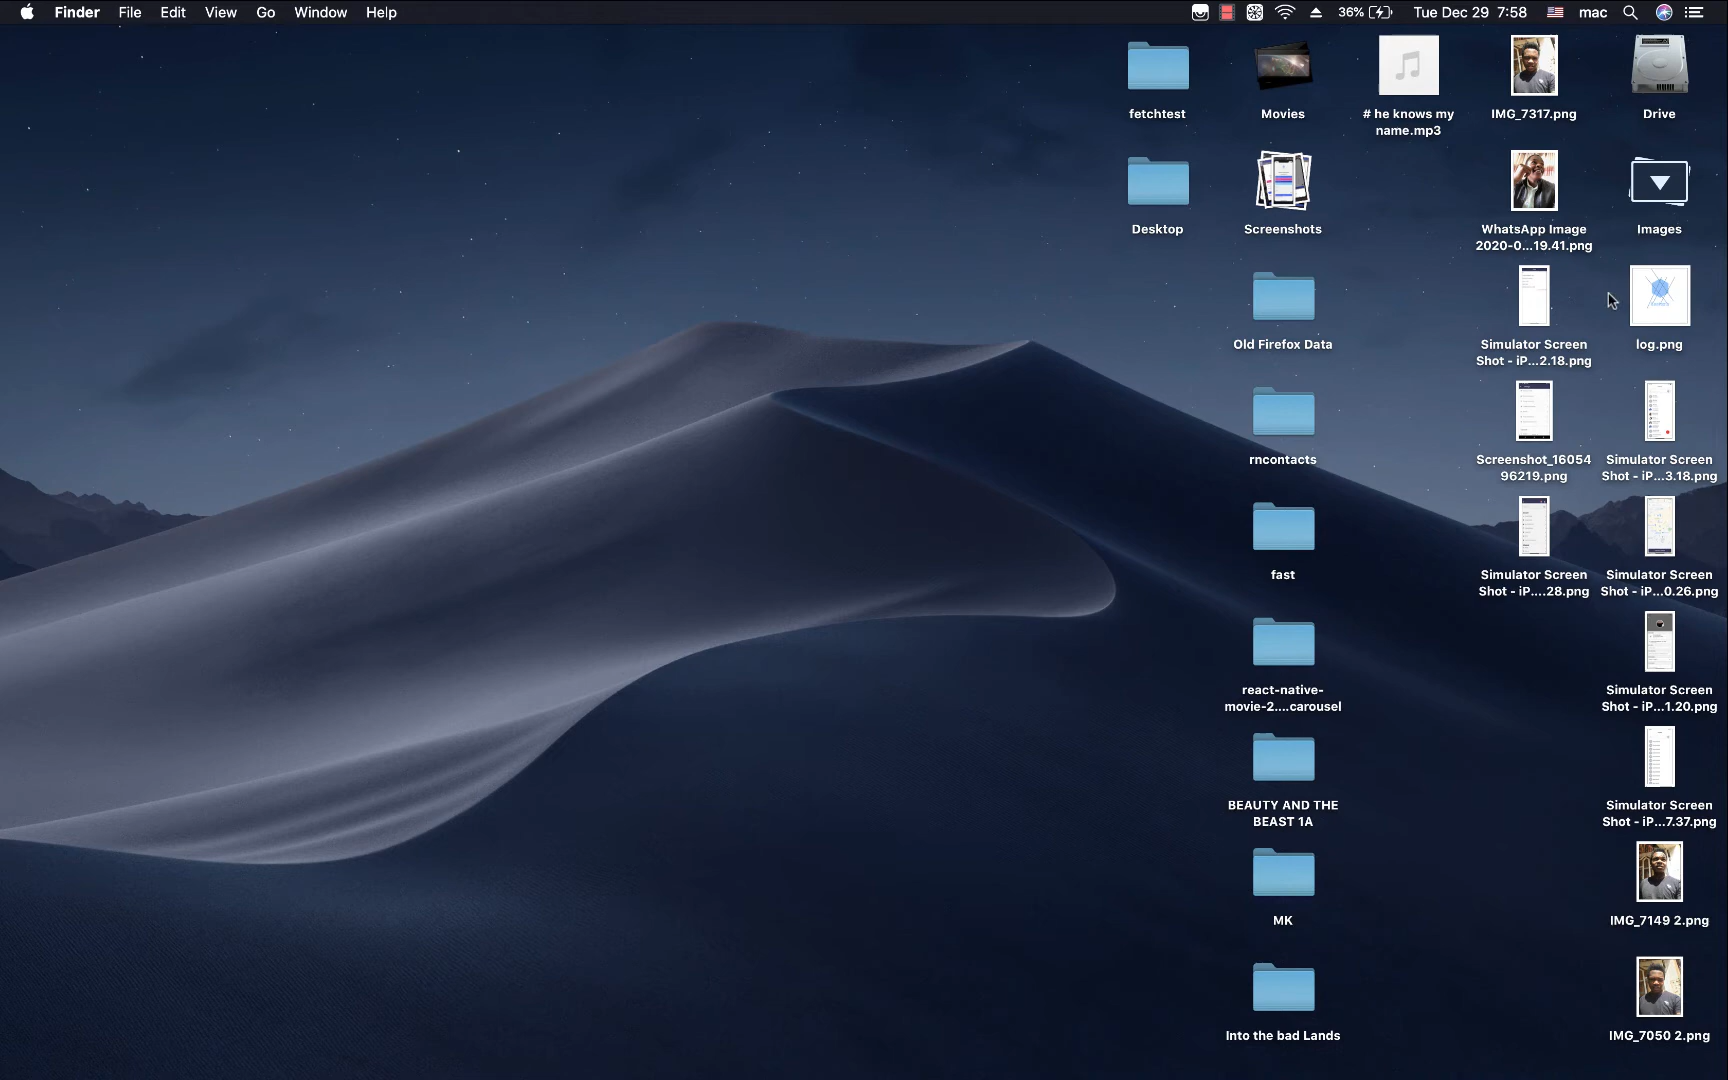 Finder File Edit View Go Window Help 36% Tue Dec 29 7:58 mac
fetchtest
Movies
# he knows my
name.mp3
IMG_7317.png
Drive
Desktop
Screenshots
WhatsApp Image
2020-0...19.41.png
Images
Old Firefox Data
Simulator Screen
Shot - iP...2.18.png
log.png
rncontacts
Screenshot_16054
96219.png
Simulator Screen
Shot - iP...3.18.png
fast
Simulator Screen
Shot - iP....28.png
Simulator Screen
Shot - iP...0.26.png
react-native-
movie-2....carousel
Simulator Screen
Shot - iP...1.20.png
BEAUTY AND THE
BEAST 1A
Simulator Screen
Shot - iP...7.37.png
MK
IMG_7149 2.png
Into the bad Lands
IMG_7050 2.png